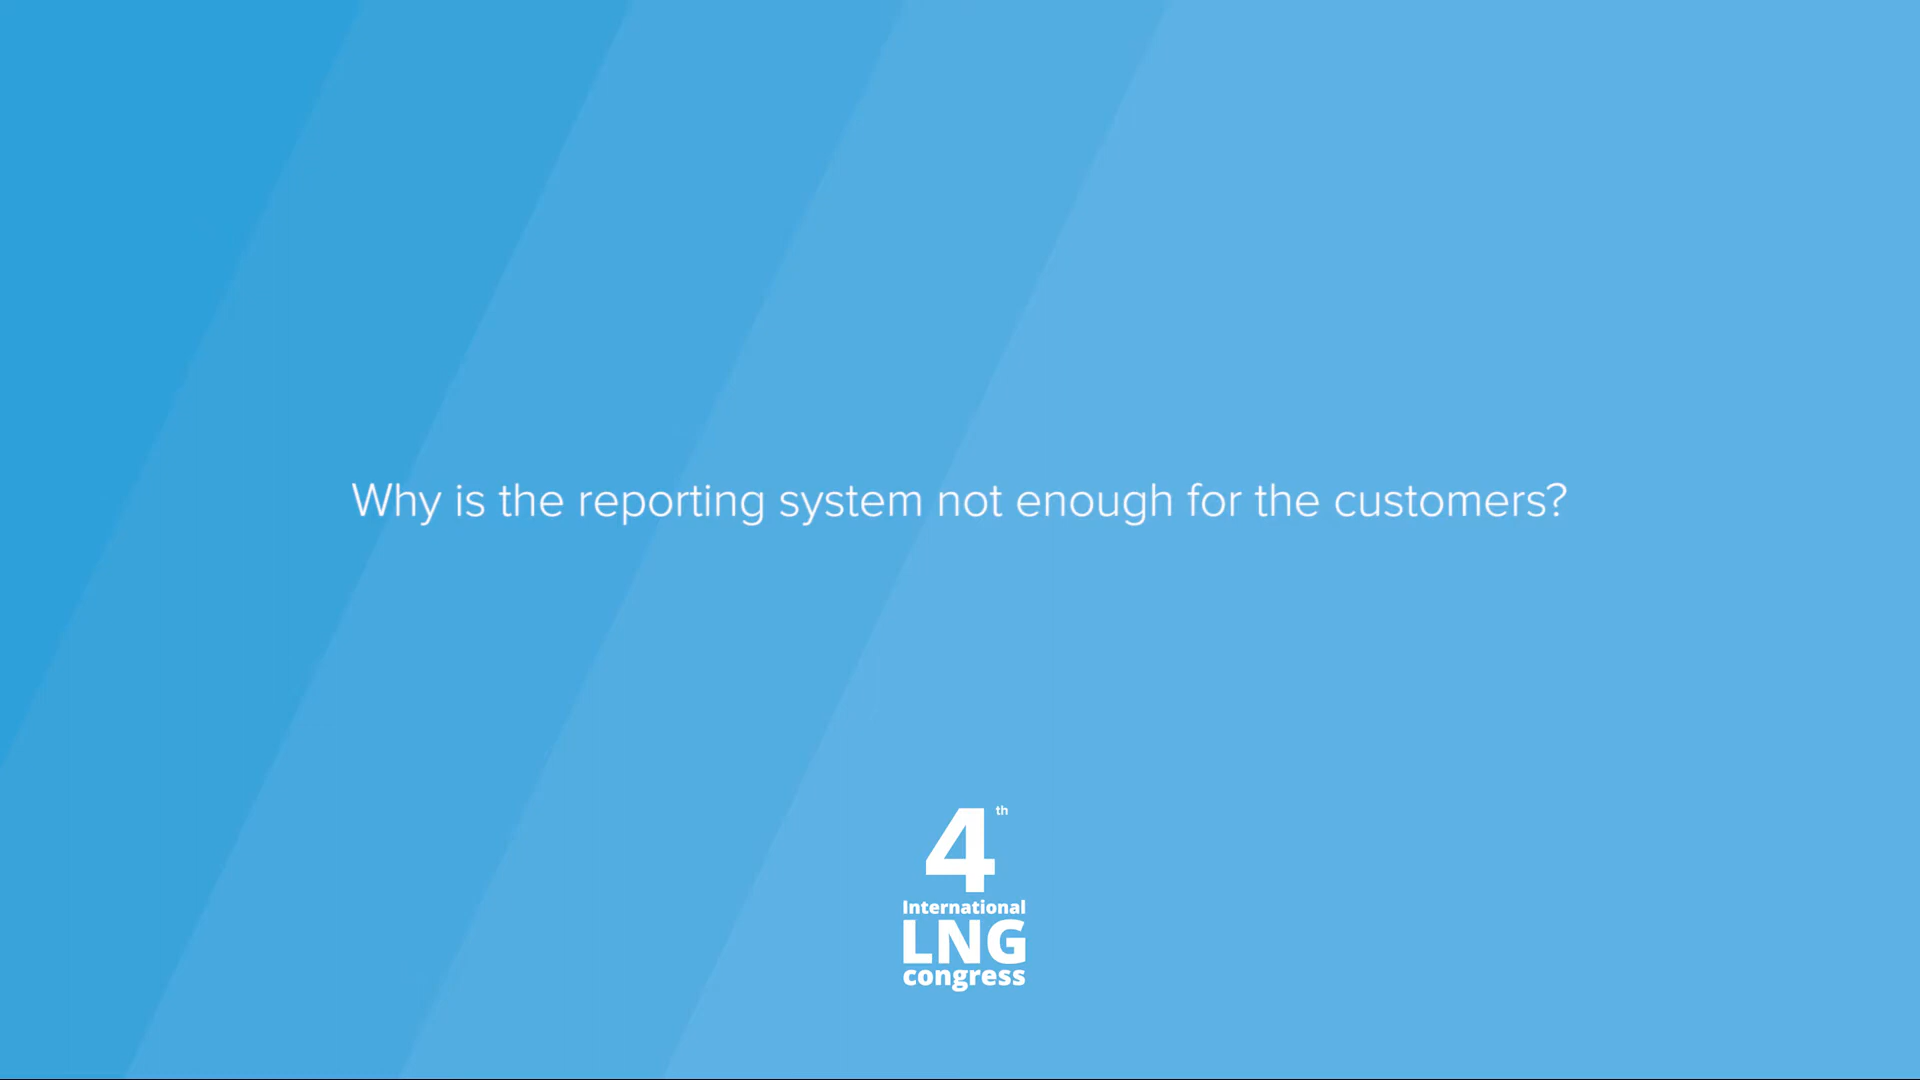 Why is the reporting system not enough for the customers?
4th
International
LNG
congress